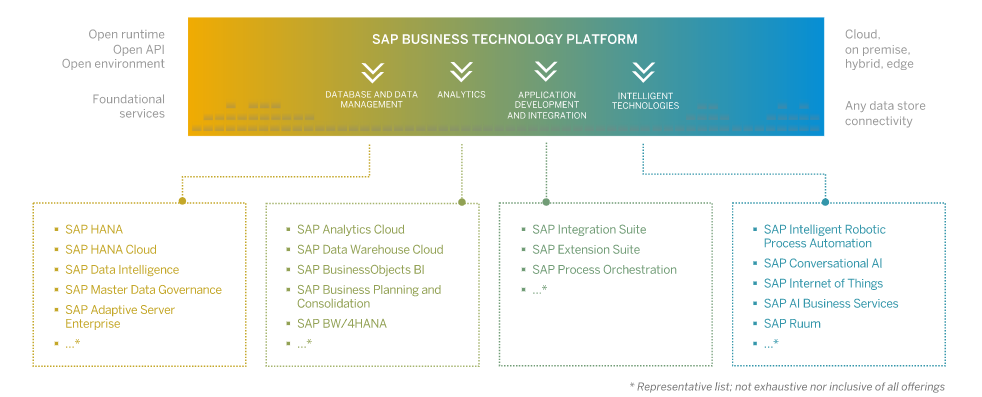 Open runtime
Open API
Open environment
Foundational
services
SAP BUSINESS TECHNOLOGY PLATFORM
DATABASE AND DATA
MANAGEMENT
ANALYTICS
APPLICATION
DEVELOPMENT
AND INTEGRATION
INTELLIGENT
TECHNOLOGIES
Cloud,
on premise,
hybrid, edge
Any data store
connectivity
▪ SAP HANA
▪ SAP HANA Cloud
▪ SAP Data Intelligence
▪ SAP Master Data Governance
▪ SAP Adaptive Server
Enterprise
▪ ...*
▪ SAP Analytics Cloud
▪ SAP Data Warehouse Cloud
▪ SAP BusinessObjects BI
▪ SAP Business Planning and
Consolidation
▪ SAP BW/4HANA
▪ ...*
▪ SAP Integration Suite
▪ SAP Extension Suite
▪ SAP Process Orchestration
▪ ...*
▪ SAP Intelligent Robotic
Process Automation
▪ SAP Conversational AI
▪ SAP Internet of Things
▪ SAP AI Business Services
▪ SAP Ruum
▪ ...*
* Representative list; not exhaustive nor inclusive of all offerings